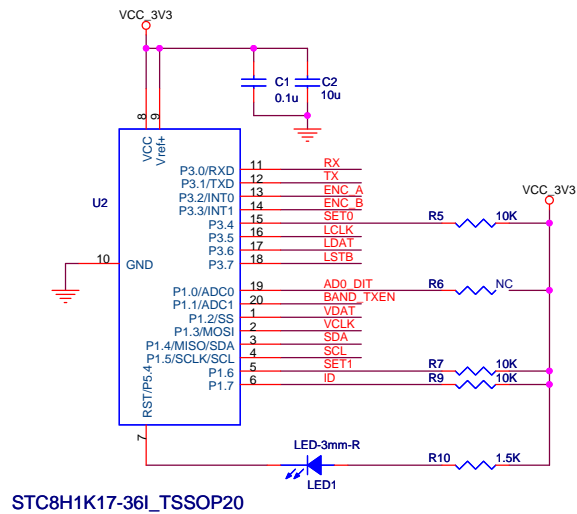 VCC_3V3
C1
C2
0.1u
10u
8
9
VCC
Vref+
U2
P3.0/RXD 11 RX
P3.1/TXD 12 TX
P3.2/INT0 13 ENC_A
P3.3/INT1 14 ENC_B
P3.4 15 SET0
P3.5 16 LCLK
P3.6 17 LDAT
P3.7 18 LSTB
VCC_3V3
R5 10K
10 GND
P1.0/ADC0 19 AD0_DIT
R6 NC
P1.1/ADC1 20 BAND_TXEN
P1.2/SS 1 VDAT
P1.3/MOSI 2 VCLK
P1.4/MISO/SDA 3 SDA
P1.5/SCLK/SCL 4 SCL
P1.6 5 SET1
R7 10K
P1.7 6 ID
R9 10K
RST/P5.4
7
LED-3mm-R
LED1
R10 1.5K
STC8H1K17-36I_TSSOP20